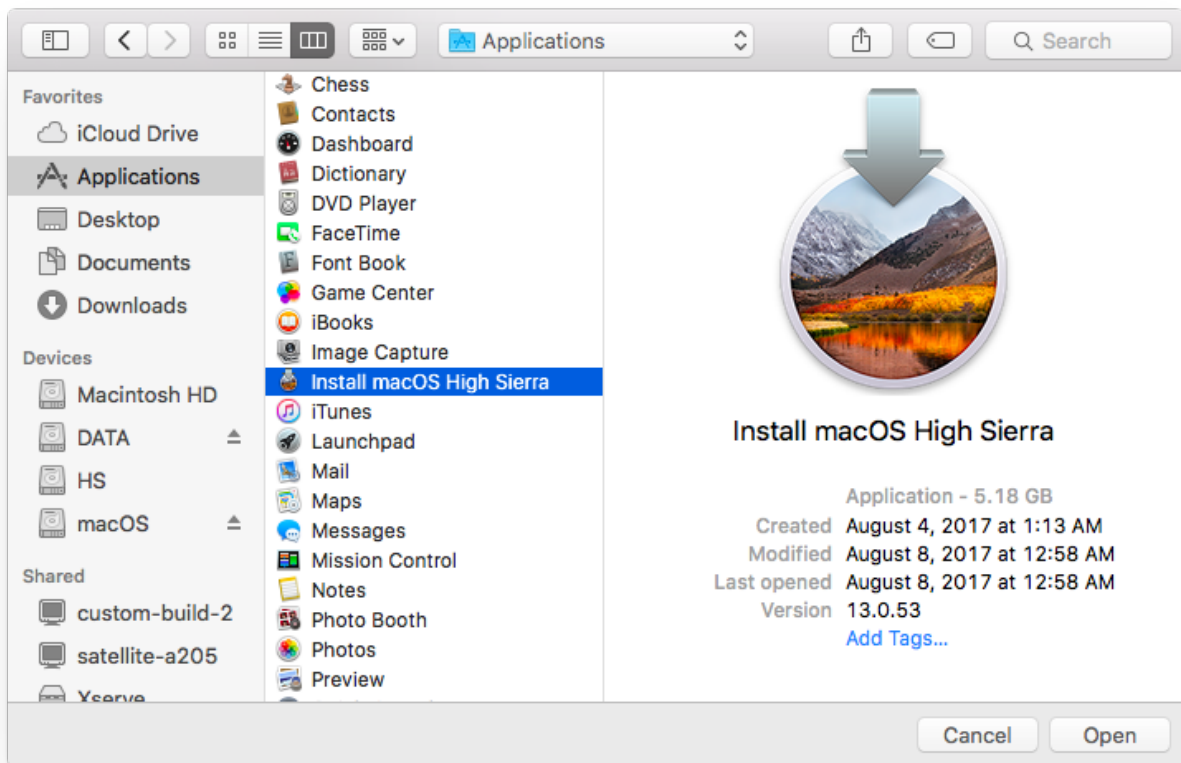 Applications
Search
Favorites
iCloud Drive
Applications
Desktop
Documents
Downloads
Devices
Macintosh HD
DATA
HS
macOS
Shared
custom-build-2
satellite-a205
Xserve
Chess
Contacts
Dashboard
Dictionary
DVD Player
FaceTime
Font Book
Game Center
iBooks
Image Capture
Install macOS High Sierra
iTunes
Launchpad
Mail
Maps
Messages
Mission Control
Notes
Photo Booth
Photos
Preview
Install macOS High Sierra
Application - 5.18 GB
Created August 4, 2017 at 1:13 AM
Modified August 8, 2017 at 12:58 AM
Last opened August 8, 2017 at 12:58 AM
Version 13.0.53
Add Tags...
Cancel
Open